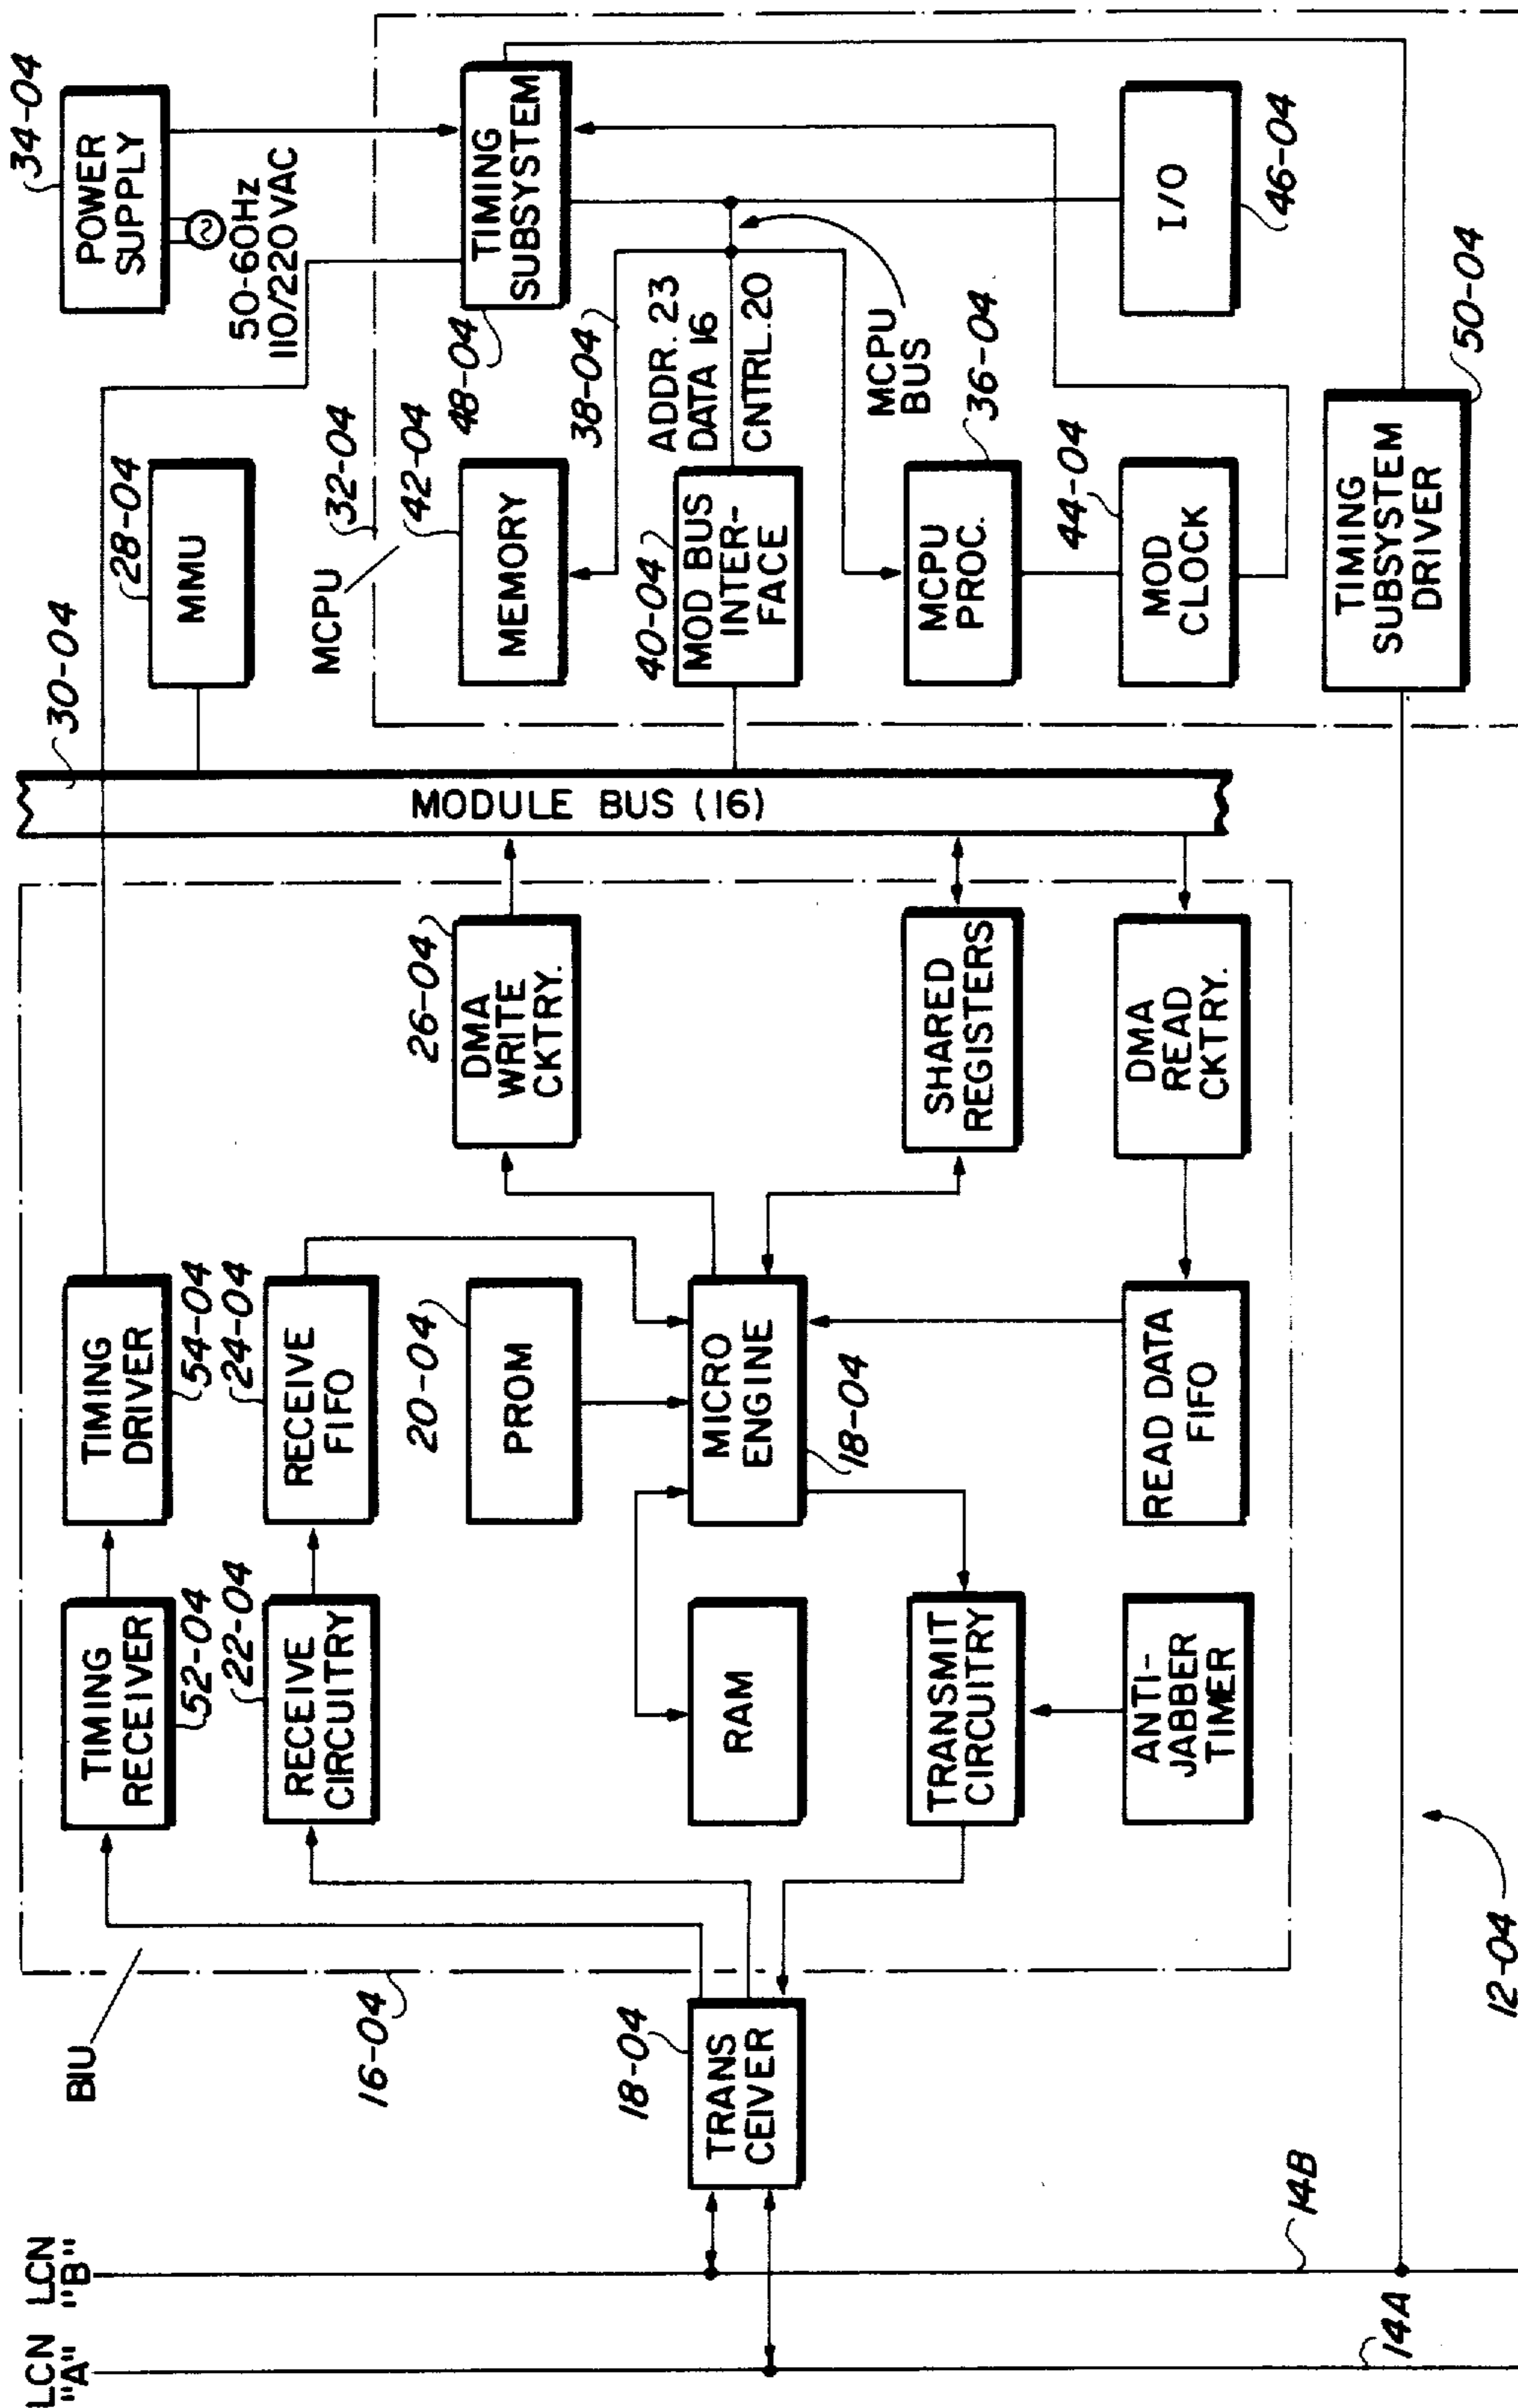 LCN
"A"
LCN
"B"
14A
14B
12-04
BIU
16-04
TRANS
CEIVER
18-04
TIMING
RECEIVER
52-04
TIMING
DRIVER
54-04
RECEIVE
CIRCUITRY
22-04
RECEIVE
FIFO
24-04
PROM
20-04
RAM
MICRO
ENGINE
18-04
TRANSMIT
CIRCUITRY
ANTI-
JABBER
TIMER
READ DATA
FIFO
DMA
WRITE
CKTRY.
26-04
SHARED
REGISTERS
DMA
READ
CKTRY.
MODULE BUS (16)
30-04
MMU
28-04
MCPU
32-04
POWER
SUPPLY
34-04
50-60Hz
110/220 VAC
MEMORY
42-04
TIMING
SUBSYSTEM
48-04
38-04
MOD BUS
INTER-
FACE
40-04
ADDR. 23
DATA 16
CNTRL. 20
MCPU
BUS
MCPU
PROC.
36-04
MOD
CLOCK
44-04
I/O
46-04
TIMING
SUBSYSTEM
DRIVER
50-04